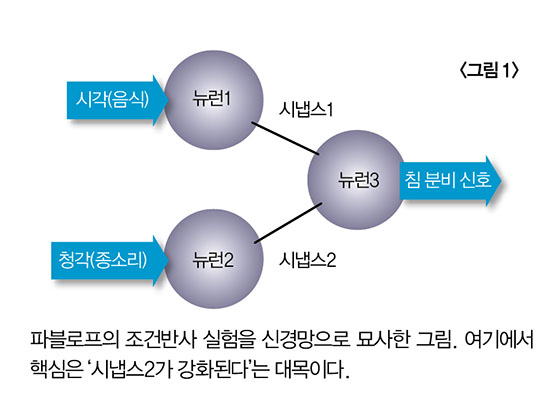 <그림 1>
시각(음식)
뉴런1
시냅스1
뉴런3
침 분비 신호
청각(종소리)
뉴런2
시냅스2
파블로프의 조건반사 실험을 신경망으로 묘사한 그림. 여기에서
핵심은 ‘시냅스2가 강화된다’는 대목이다.